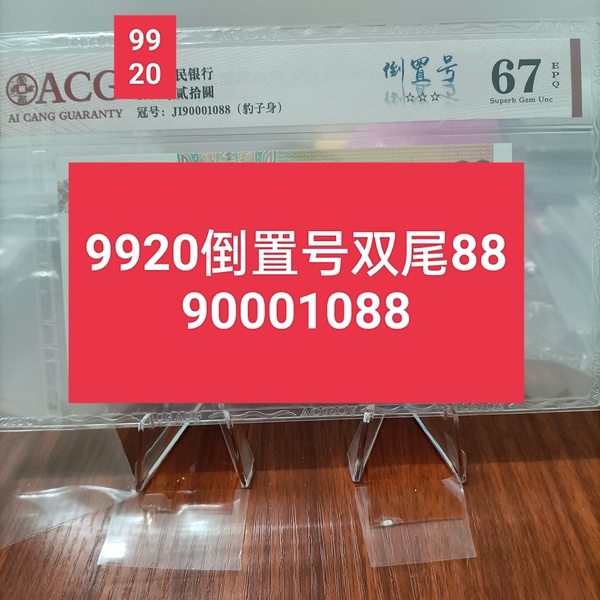 99
20
ACG
AI CANG GUARANTY
民银行
贰拾圆
冠号：JI90001088（豹子身）
倒置号
☆☆☆
67
EPQ
Superb Gem Unc
9920倒置号双尾88
90001088